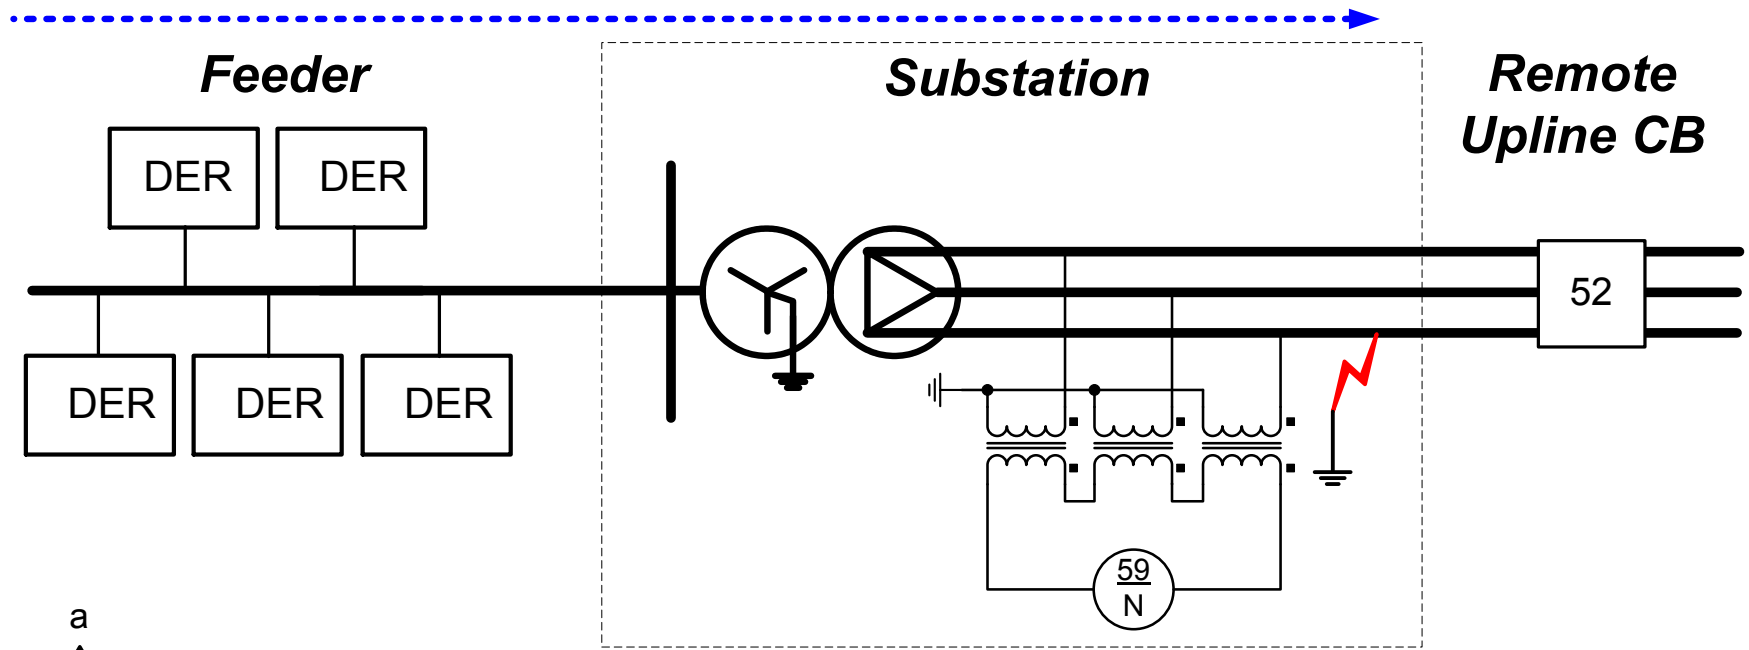 Feeder
Substation
Remote
Upline CB
DER
DER
52
DER
DER
DER
59
N
a